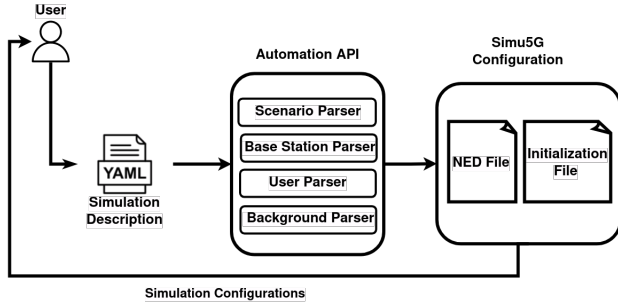 User
Automation API
Simu5G
Configuration
Scenario Parser
Base Station Parser
User Parser
Background Parser
YAML
Simulation
Description
NED File
Initialization
File
Simulation Configurations